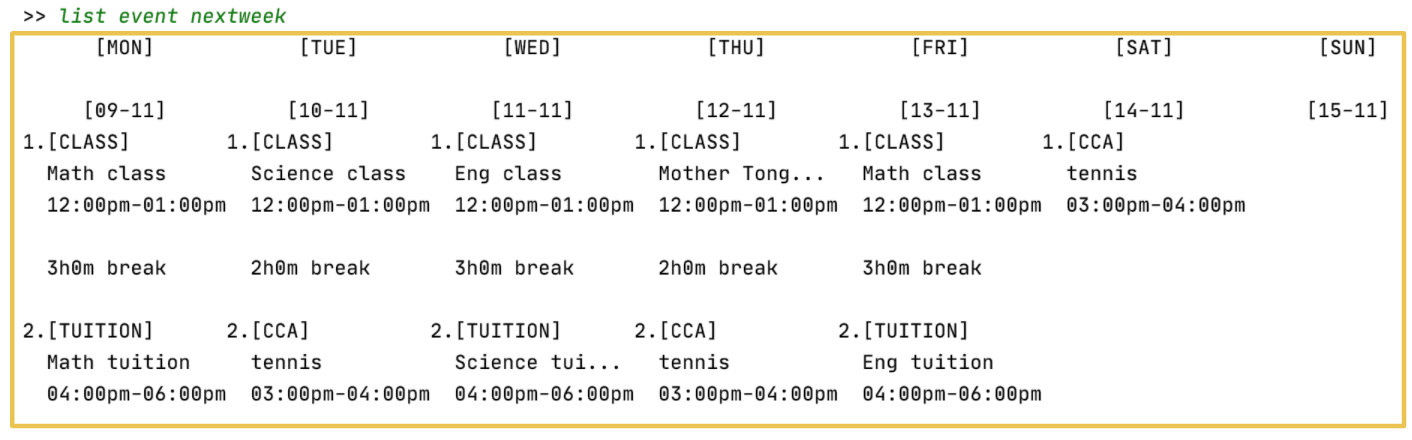 >> list event nextweek
[MON] [TUE] [WED] [THU] [FRI] [SAT] [SUN]
[09-11] [10-11] [11-11] [12-11] [13-11] [14-11] [15-11]
1.[CLASS] 1.[CLASS] 1.[CLASS] 1.[CLASS] 1.[CLASS] 1.[CCA]
Math class Science class Eng class Mother Tong... Math class tennis
12:00pm-01:00pm 12:00pm-01:00pm 12:00pm-01:00pm 12:00pm-01:00pm 12:00pm-01:00pm 03:00pm-04:00pm
3h0m break 2h0m break 3h0m break 2h0m break 3h0m break
2.[TUITION] 2.[CCA] 2.[TUITION] 2.[CCA] 2.[TUITION]
Math tuition tennis Science tui... tennis Eng tuition
04:00pm-06:00pm 03:00pm-04:00pm 04:00pm-06:00pm 03:00pm-04:00pm 04:00pm-06:00pm